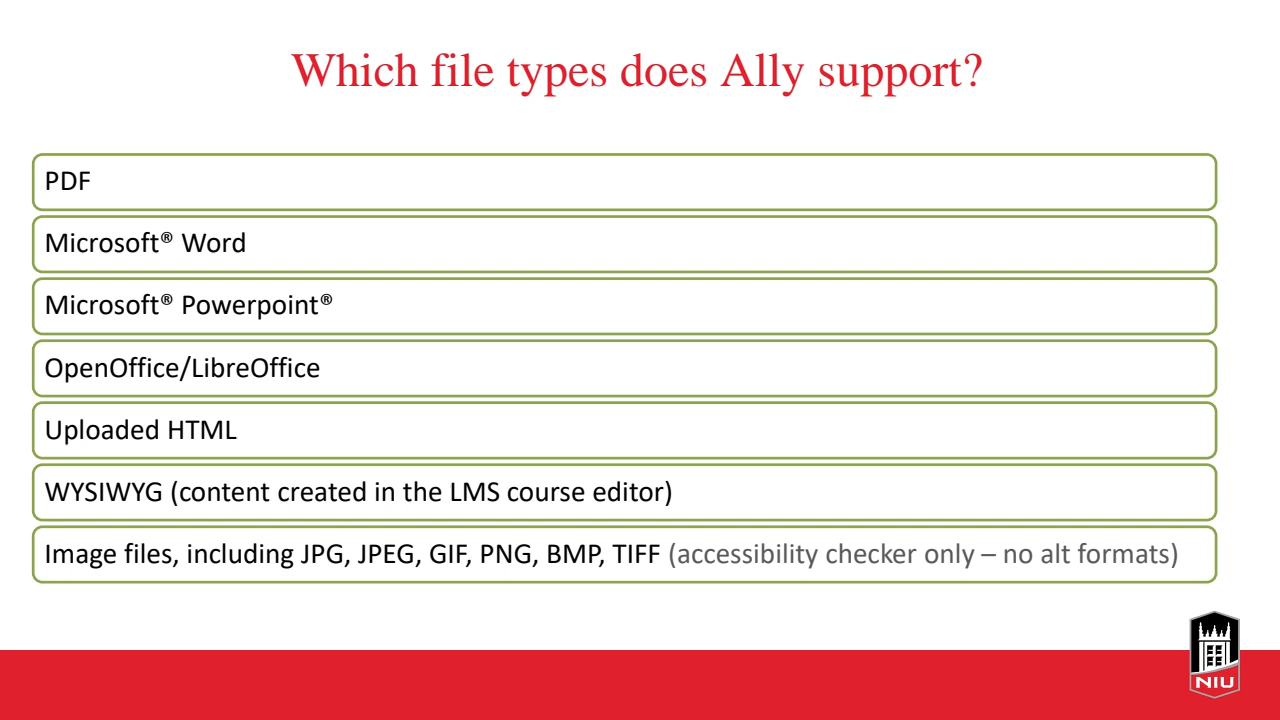 Which file types does Ally support?
PDF
Microsoft® Word
Microsoft® Powerpoint®
OpenOffice/LibreOffice
Uploaded HTML
WYSIWYG (content created in the LMS course editor)
Image files, including JPG, JPEG, GIF, PNG, BMP, TIFF (accessibility checker only – no alt formats)
NIU